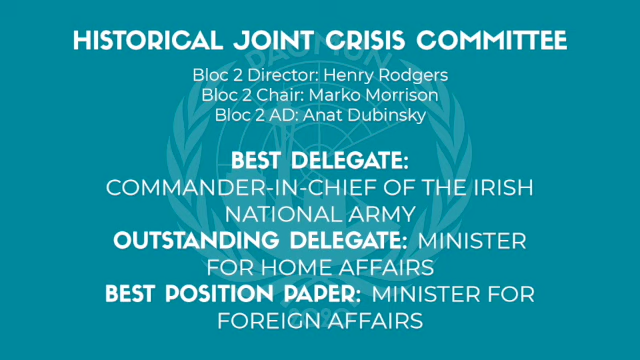 HISTORICAL JOINT CRISIS COMMITTEE
Bloc 2 Director: Henry Rodgers
Bloc 2 Chair: Marko Morrison
Bloc 2 AD: Anat Dubinsky
BEST DELEGATE:
COMMANDER-IN-CHIEF OF THE IRISH
NATIONAL ARMY
OUTSTANDING DELEGATE: MINISTER
FOR HOME AFFAIRS
BEST POSITION PAPER: MINISTER FOR
FOREIGN AFFAIRS